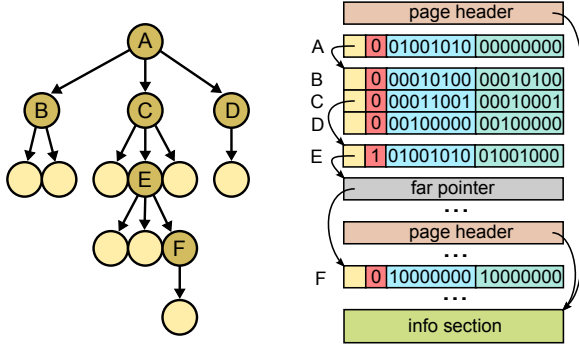 A
B
C
D
E
F
page header
A 0 01001010 00000000
B 0 00010100 00010100
C 0 00011001 00010001
D 0 00100000 00100000
E 1 01001010 01001000
far pointer
...
page header
...
F 0 10000000 10000000
...
info section